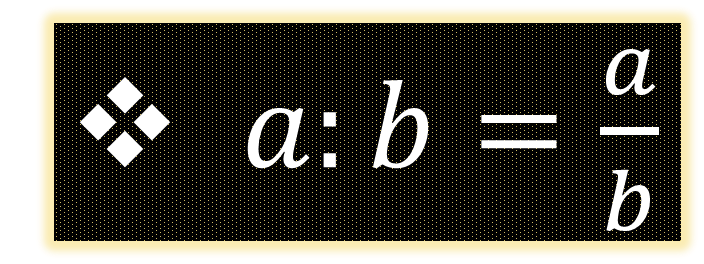 ❖ a: b = a/b